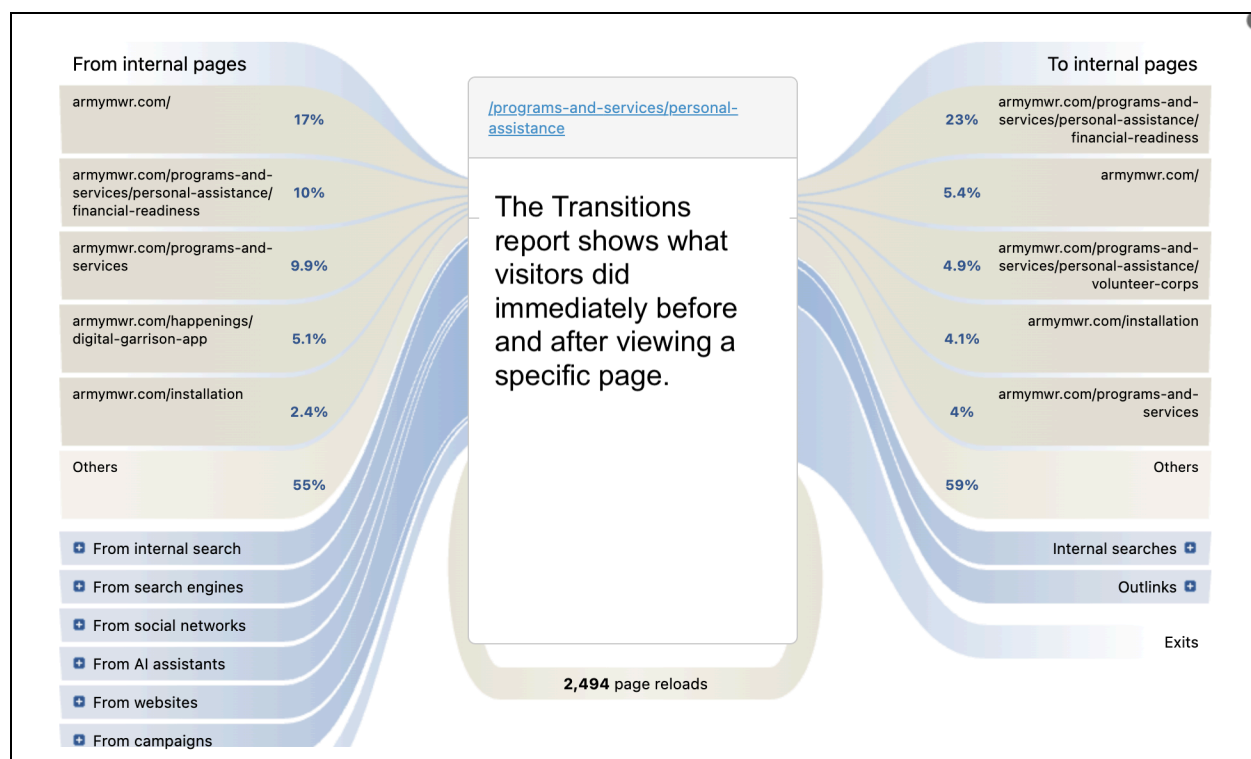 From internal pages
armymwr.com/
17%
armymwr.com/programs-and-
services/personal-assistance/
financial-readiness
10%
armymwr.com/programs-and-
services
9.9%
armymwr.com/happenings/
digital-garrison-app
5.1%
armymwr.com/installation
2.4%
Others
55%
From internal search
From search engines
From social networks
From AI assistants
From websites
From campaigns
/programs-and-services/personal-
assistance
The Transitions
report shows what
visitors did
immediately before
and after viewing a
specific page.
2,494 page reloads
To internal pages
23%
armymwr.com/programs-and-
services/personal-assistance/
financial-readiness
5.4%
armymwr.com/
4.9%
armymwr.com/programs-and-
services/personal-assistance/
volunteer-corps
4.1%
armymwr.com/installation
4%
armymwr.com/programs-and-
services
59%
Others
Internal searches
Outlinks
Exits